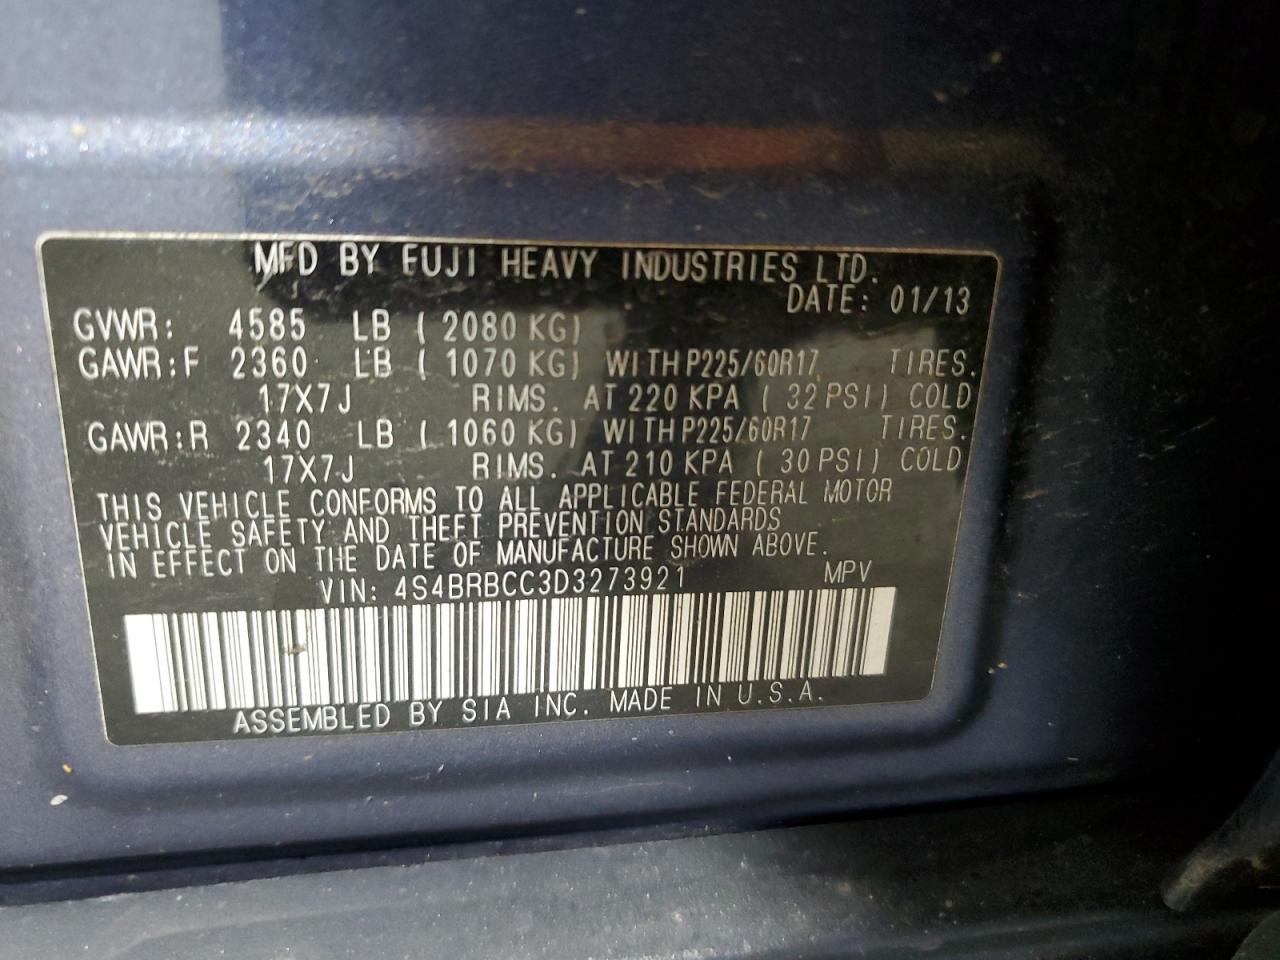 MFD BY FUJI HEAVY INDUSTRIES LTD.
DATE: 01/13
GVWR: 4585 LB ( 2080 KG)
GAWR:F 2360 LB ( 1070 KG) WITH P225/60R17 TIRES.
17X7J RIMS. AT 220 KPA ( 32 PSI) COLD
GAWR:R 2340 LB ( 1060 KG) WITH P225/60R17 TIRES.
17X7J RIMS. AT 210 KPA ( 30 PSI) COLD
THIS VEHICLE CONFORMS TO ALL APPLICABLE FEDERAL MOTOR
VEHICLE SAFETY AND THEFT PREVENTION STANDARDS
IN EFFECT ON THE DATE OF MANUFACTURE SHOWN ABOVE.
VIN: 4S4BRBCC3D3273921 MPV
ASSEMBLED BY SIA INC. MADE IN U.S.A.